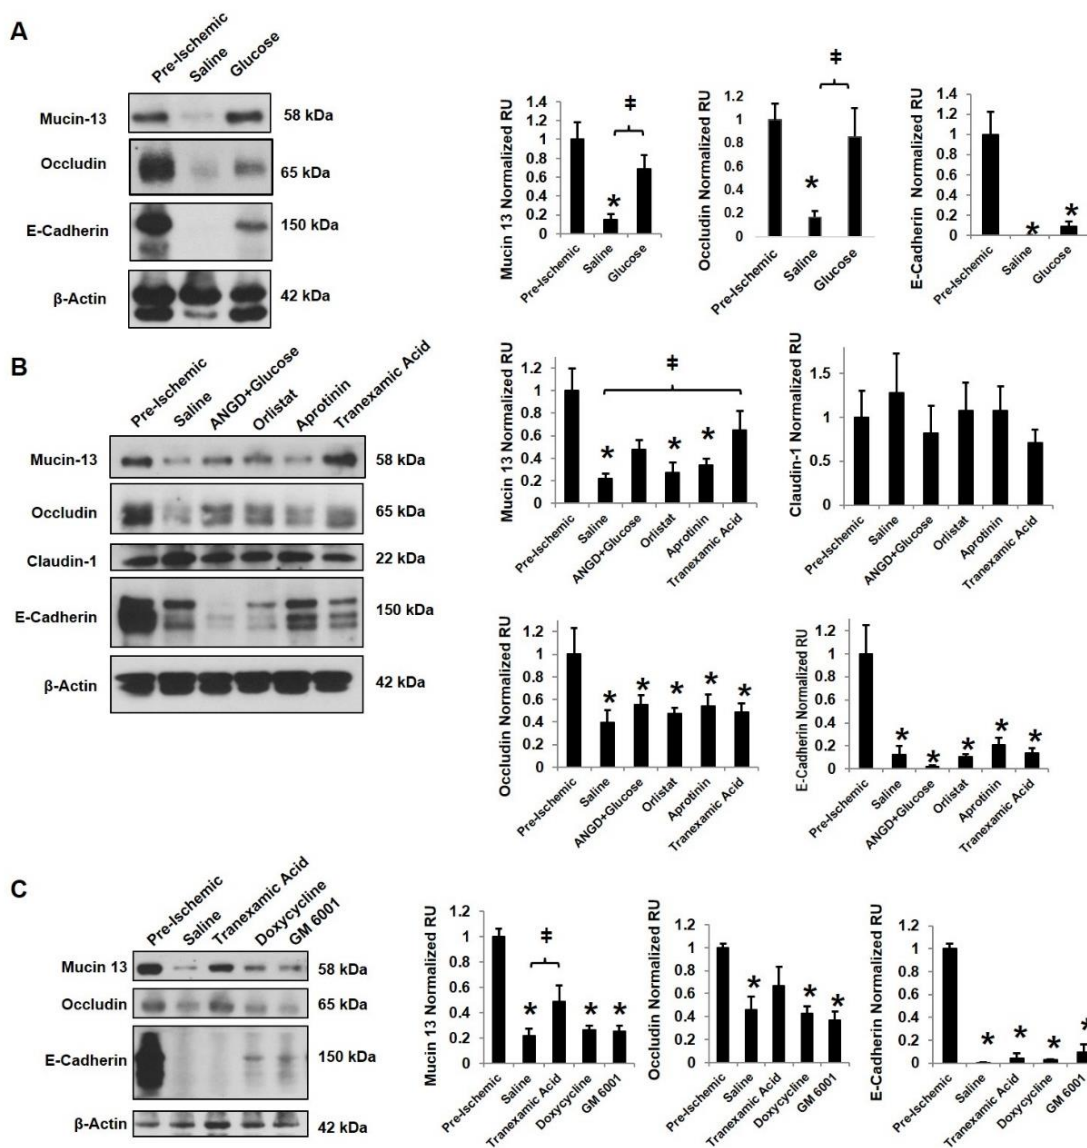 A
Pre-Ischemic
Saline
Glucose
Mucin-13
58 kDa
Occludin
65 kDa
E-Cadherin
150 kDa
β-Actin
42 kDa
Mucin 13 Normalized RU
1.4
1.2
1
0.8
0.6
0.4
0.2
0
*
ǂ
Pre-Ischemic
Saline
Glucose
Occludin Normalized RU
1.2
1
0.8
0.6
0.4
0.2
0
*
ǂ
Pre-Ischemic
Saline
Glucose
E-Cadherin Normalized RU
1.4
1.2
1
0.8
0.6
0.4
0.2
0
*
*
Pre-Ischemic
Saline
Glucose
B
Pre-Ischemic
Saline
ANGD+Glucose
Orlistat
Aprotinin
Tranexamic Acid
Mucin-13
58 kDa
Occludin
65 kDa
Claudin-1
22 kDa
E-Cadherin
150 kDa
β-Actin
42 kDa
Mucin 13 Normalized RU
1.2
1
0.8
0.6
0.4
0.2
0
*
*
*
ǂ
Pre-Ischemic
Saline
ANGD+Glucose
Orlistat
Aprotinin
Tranexamic Acid
Claudin-1 Normalized RU
1.5
1
0.5
0
Pre-Ischemic
Saline
ANGD+Glucose
Orlistat
Aprotinin
Tranexamic Acid
Occludin Normalized RU
1.2
1
0.8
0.6
0.4
0.2
0
*
*
*
*
*
Pre-Ischemic
Saline
ANGD+Glucose
Orlistat
Aprotinin
Tranexamic Acid
E-Cadherin Normalized RU
1.2
1
0.8
0.6
0.4
0.2
0
*
*
*
*
*
Pre-Ischemic
Saline
ANGD+Glucose
Orlistat
Aprotinin
Tranexamic Acid
C
Pre-Ischemic
Saline
Tranexamic Acid
Doxycycline
GM 6001
Mucin 13
58 kDa
Occludin
65 kDa
E-Cadherin
150 kDa
β-Actin
42 kDa
Mucin 13 Normalized RU
1.2
1
0.8
0.6
0.4
0.2
0
*
ǂ
*
*
Pre-Ischemic
Saline
Tranexamic Acid
Doxycycline
GM 6001
Occludin Normalized RU
1.2
1
0.8
0.6
0.4
0.2
0
*
*
*
Pre-Ischemic
Saline
Tranexamic Acid
Doxycycline
GM 6001
E-Cadherin Normalized RU
1.2
1
0.8
0.6
0.4
0.2
0
*
*
*
*
Pre-Ischemic
Saline
Tranexamic Acid
Doxycycline
GM 6001